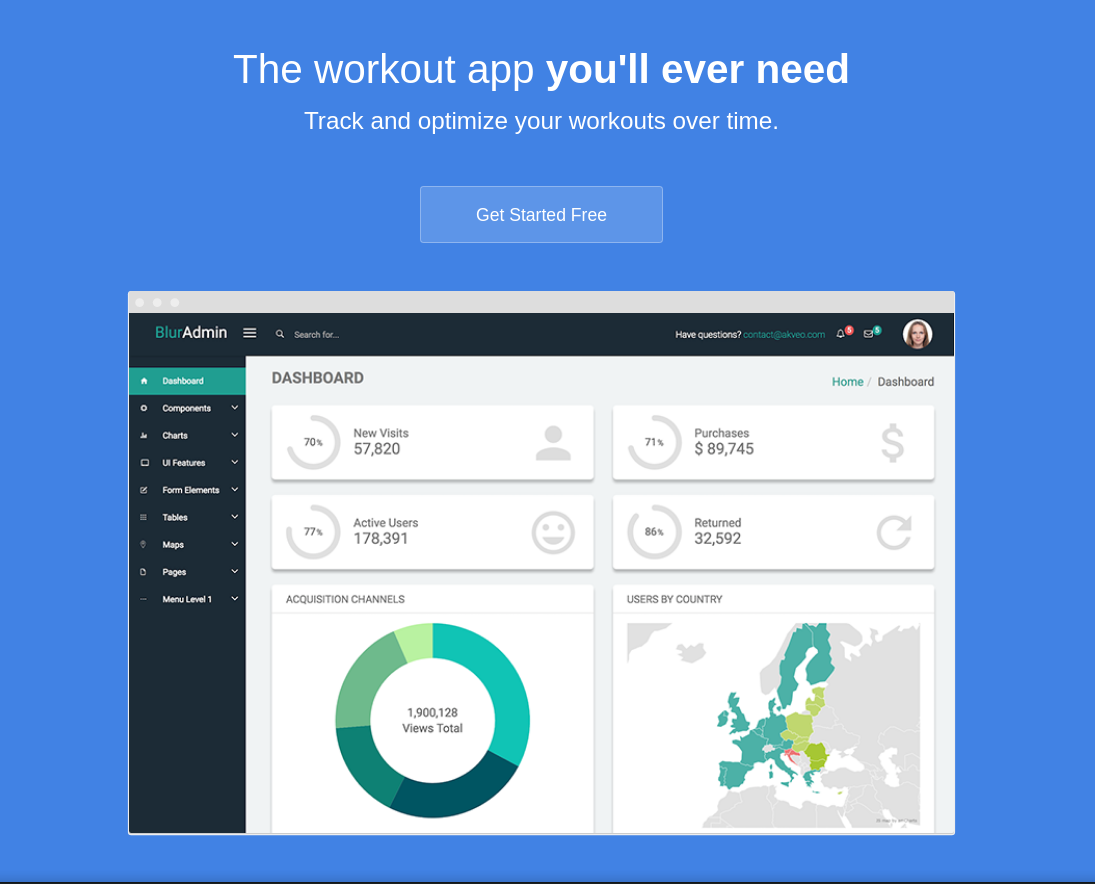 The workout app you'll ever need
Track and optimize your workouts over time.
Get Started Free
BlurAdmin
Search for...
Have questions? contact@akveo.com
5
5
Dashboard
Components
Charts
UI Features
Form Elements
Tables
Maps
Pages
Menu Level 1
DASHBOARD
Home / Dashboard
70%
New Visits
57,820
71%
Purchases
$ 89,745
77%
Active Users
178,391
86%
Returned
32,592
ACQUISITION CHANNELS
1,900,128
Views Total
USERS BY COUNTRY